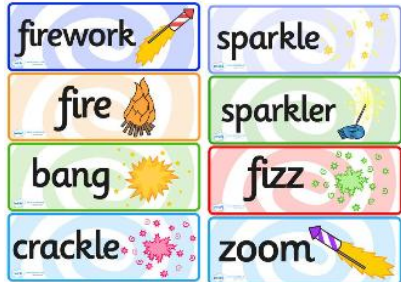 firework
sparkle
fire
sparkler
bang
fizz
crackle
zoom